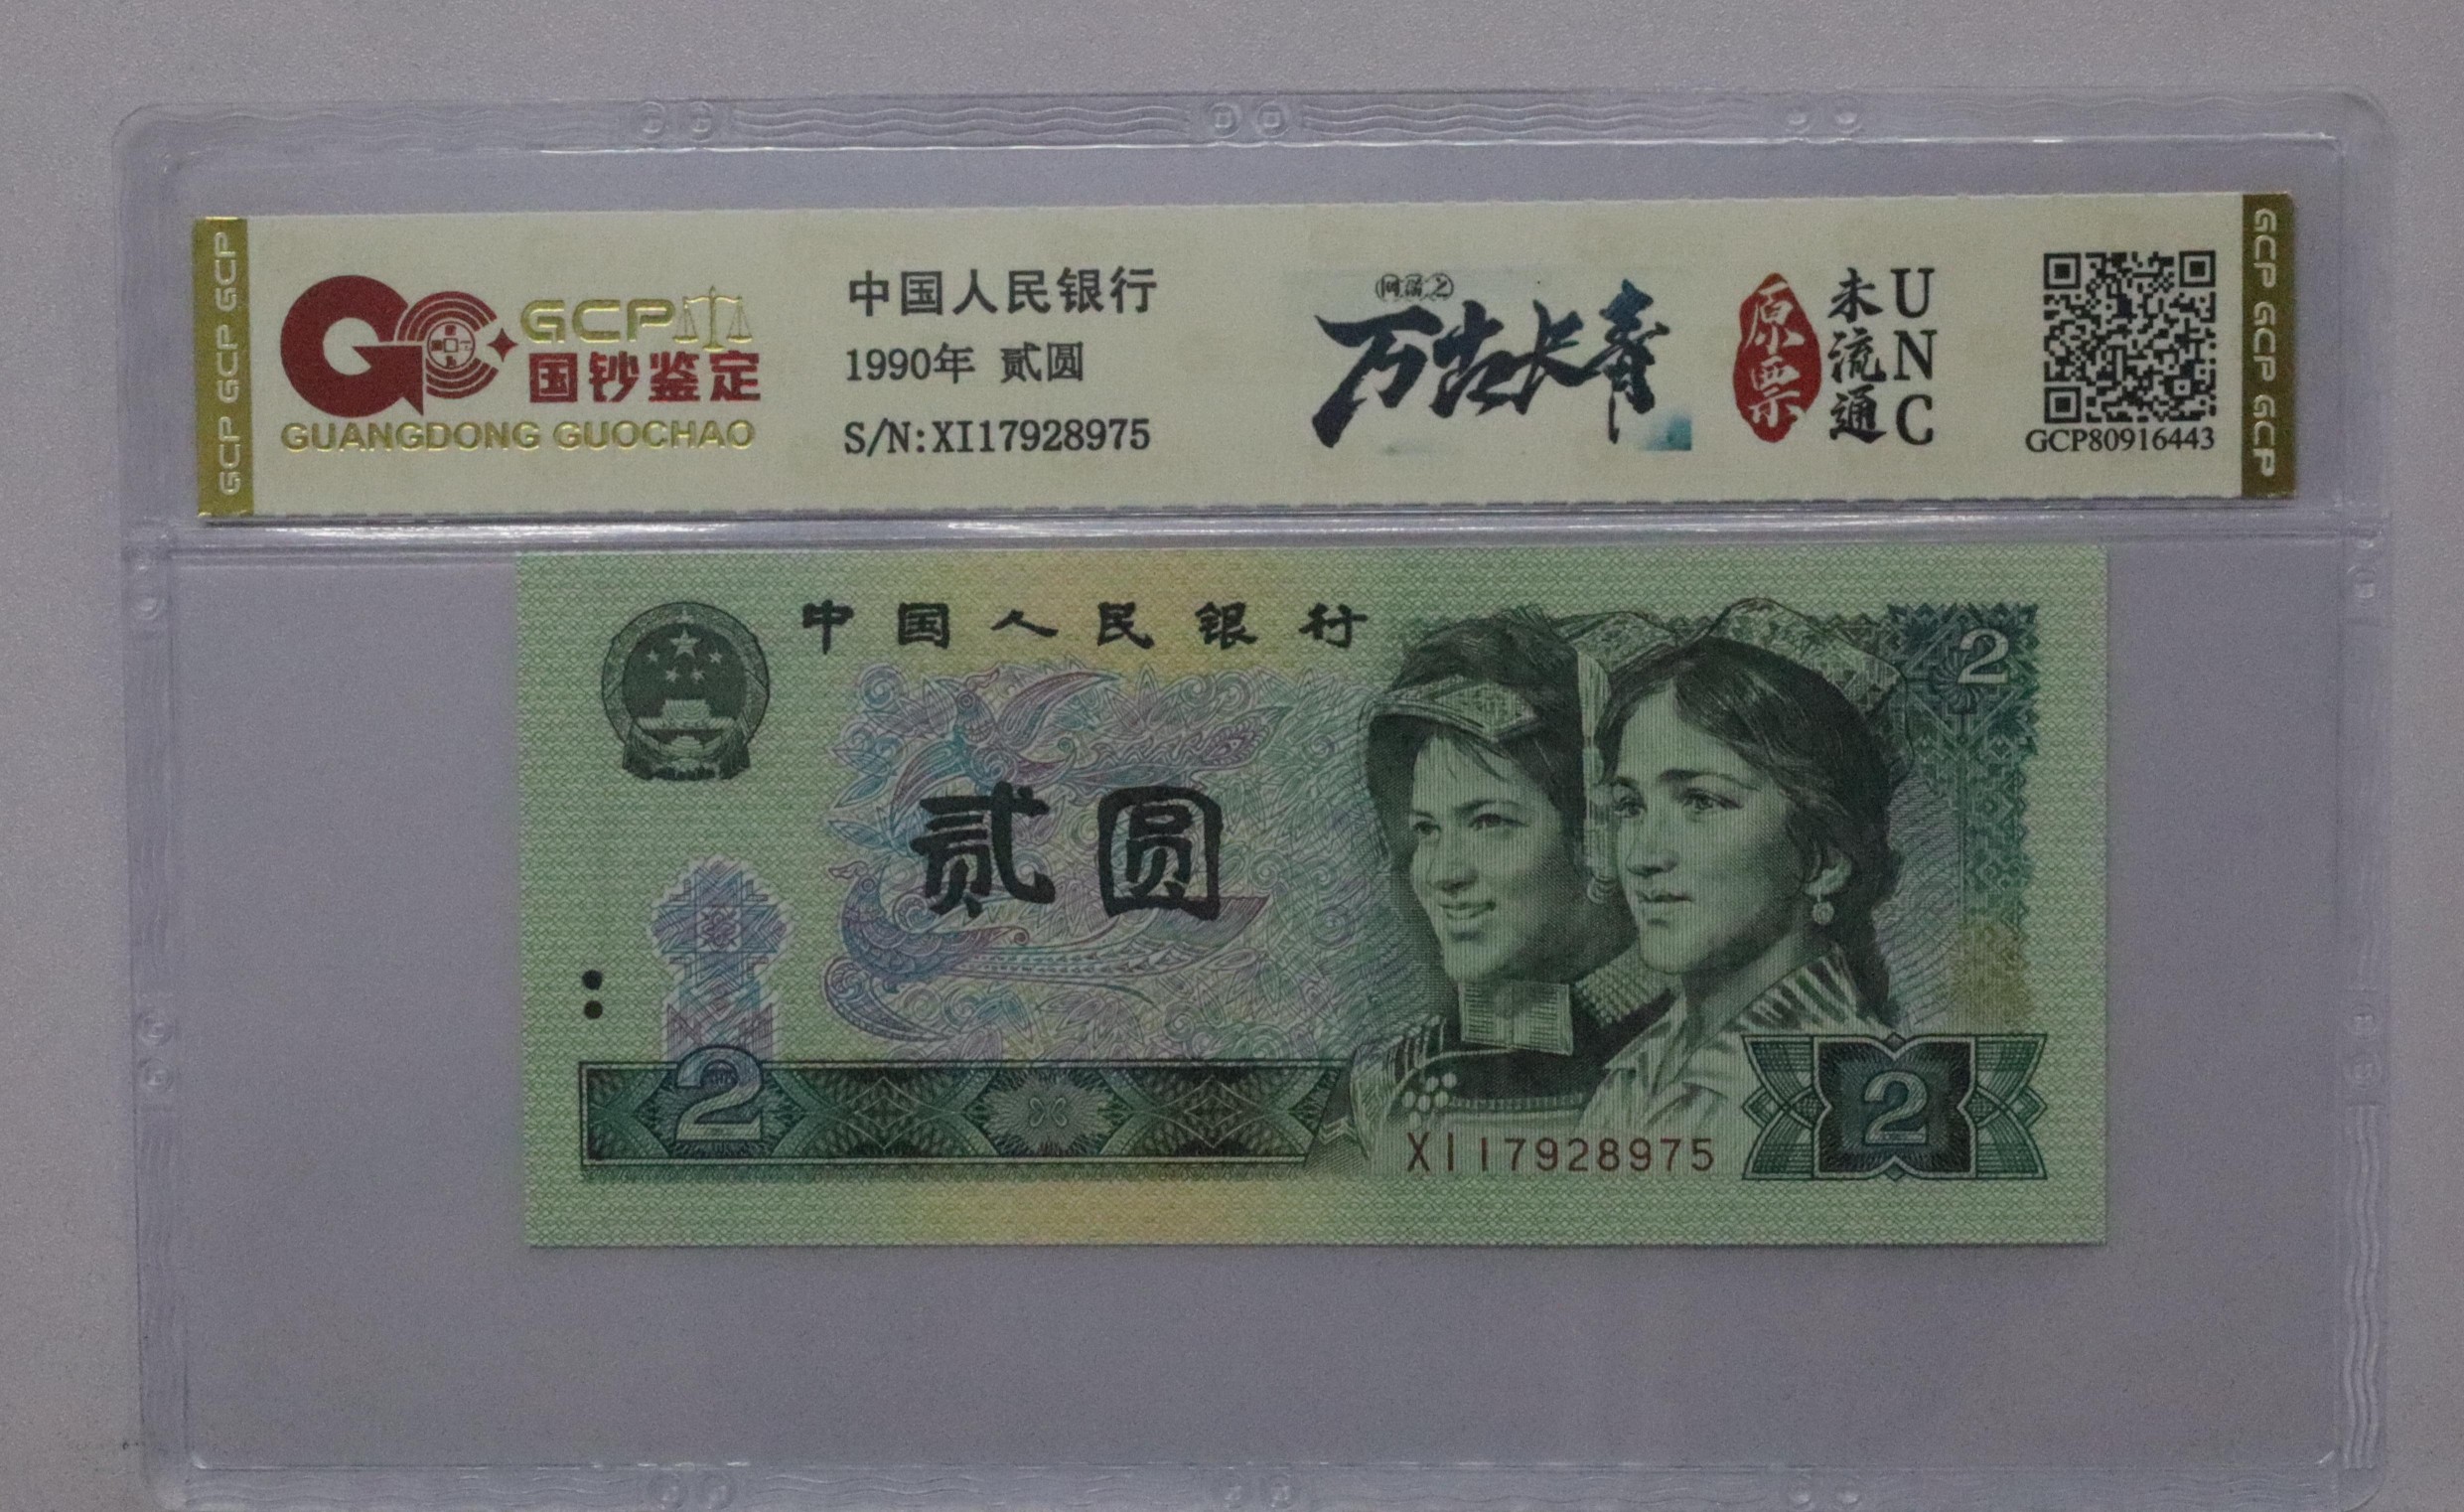 GCP GCP GCP
GCP
国钞鉴定
GUANGDONG GUOCHAO
中国人民银行
1990年 贰圆
S/N:XI17928975
万古长青
原票
未流通
UNC
GCP80916443
GCP GCP GCP
中国人民银行
2
贰圆
2
XI17928975
2